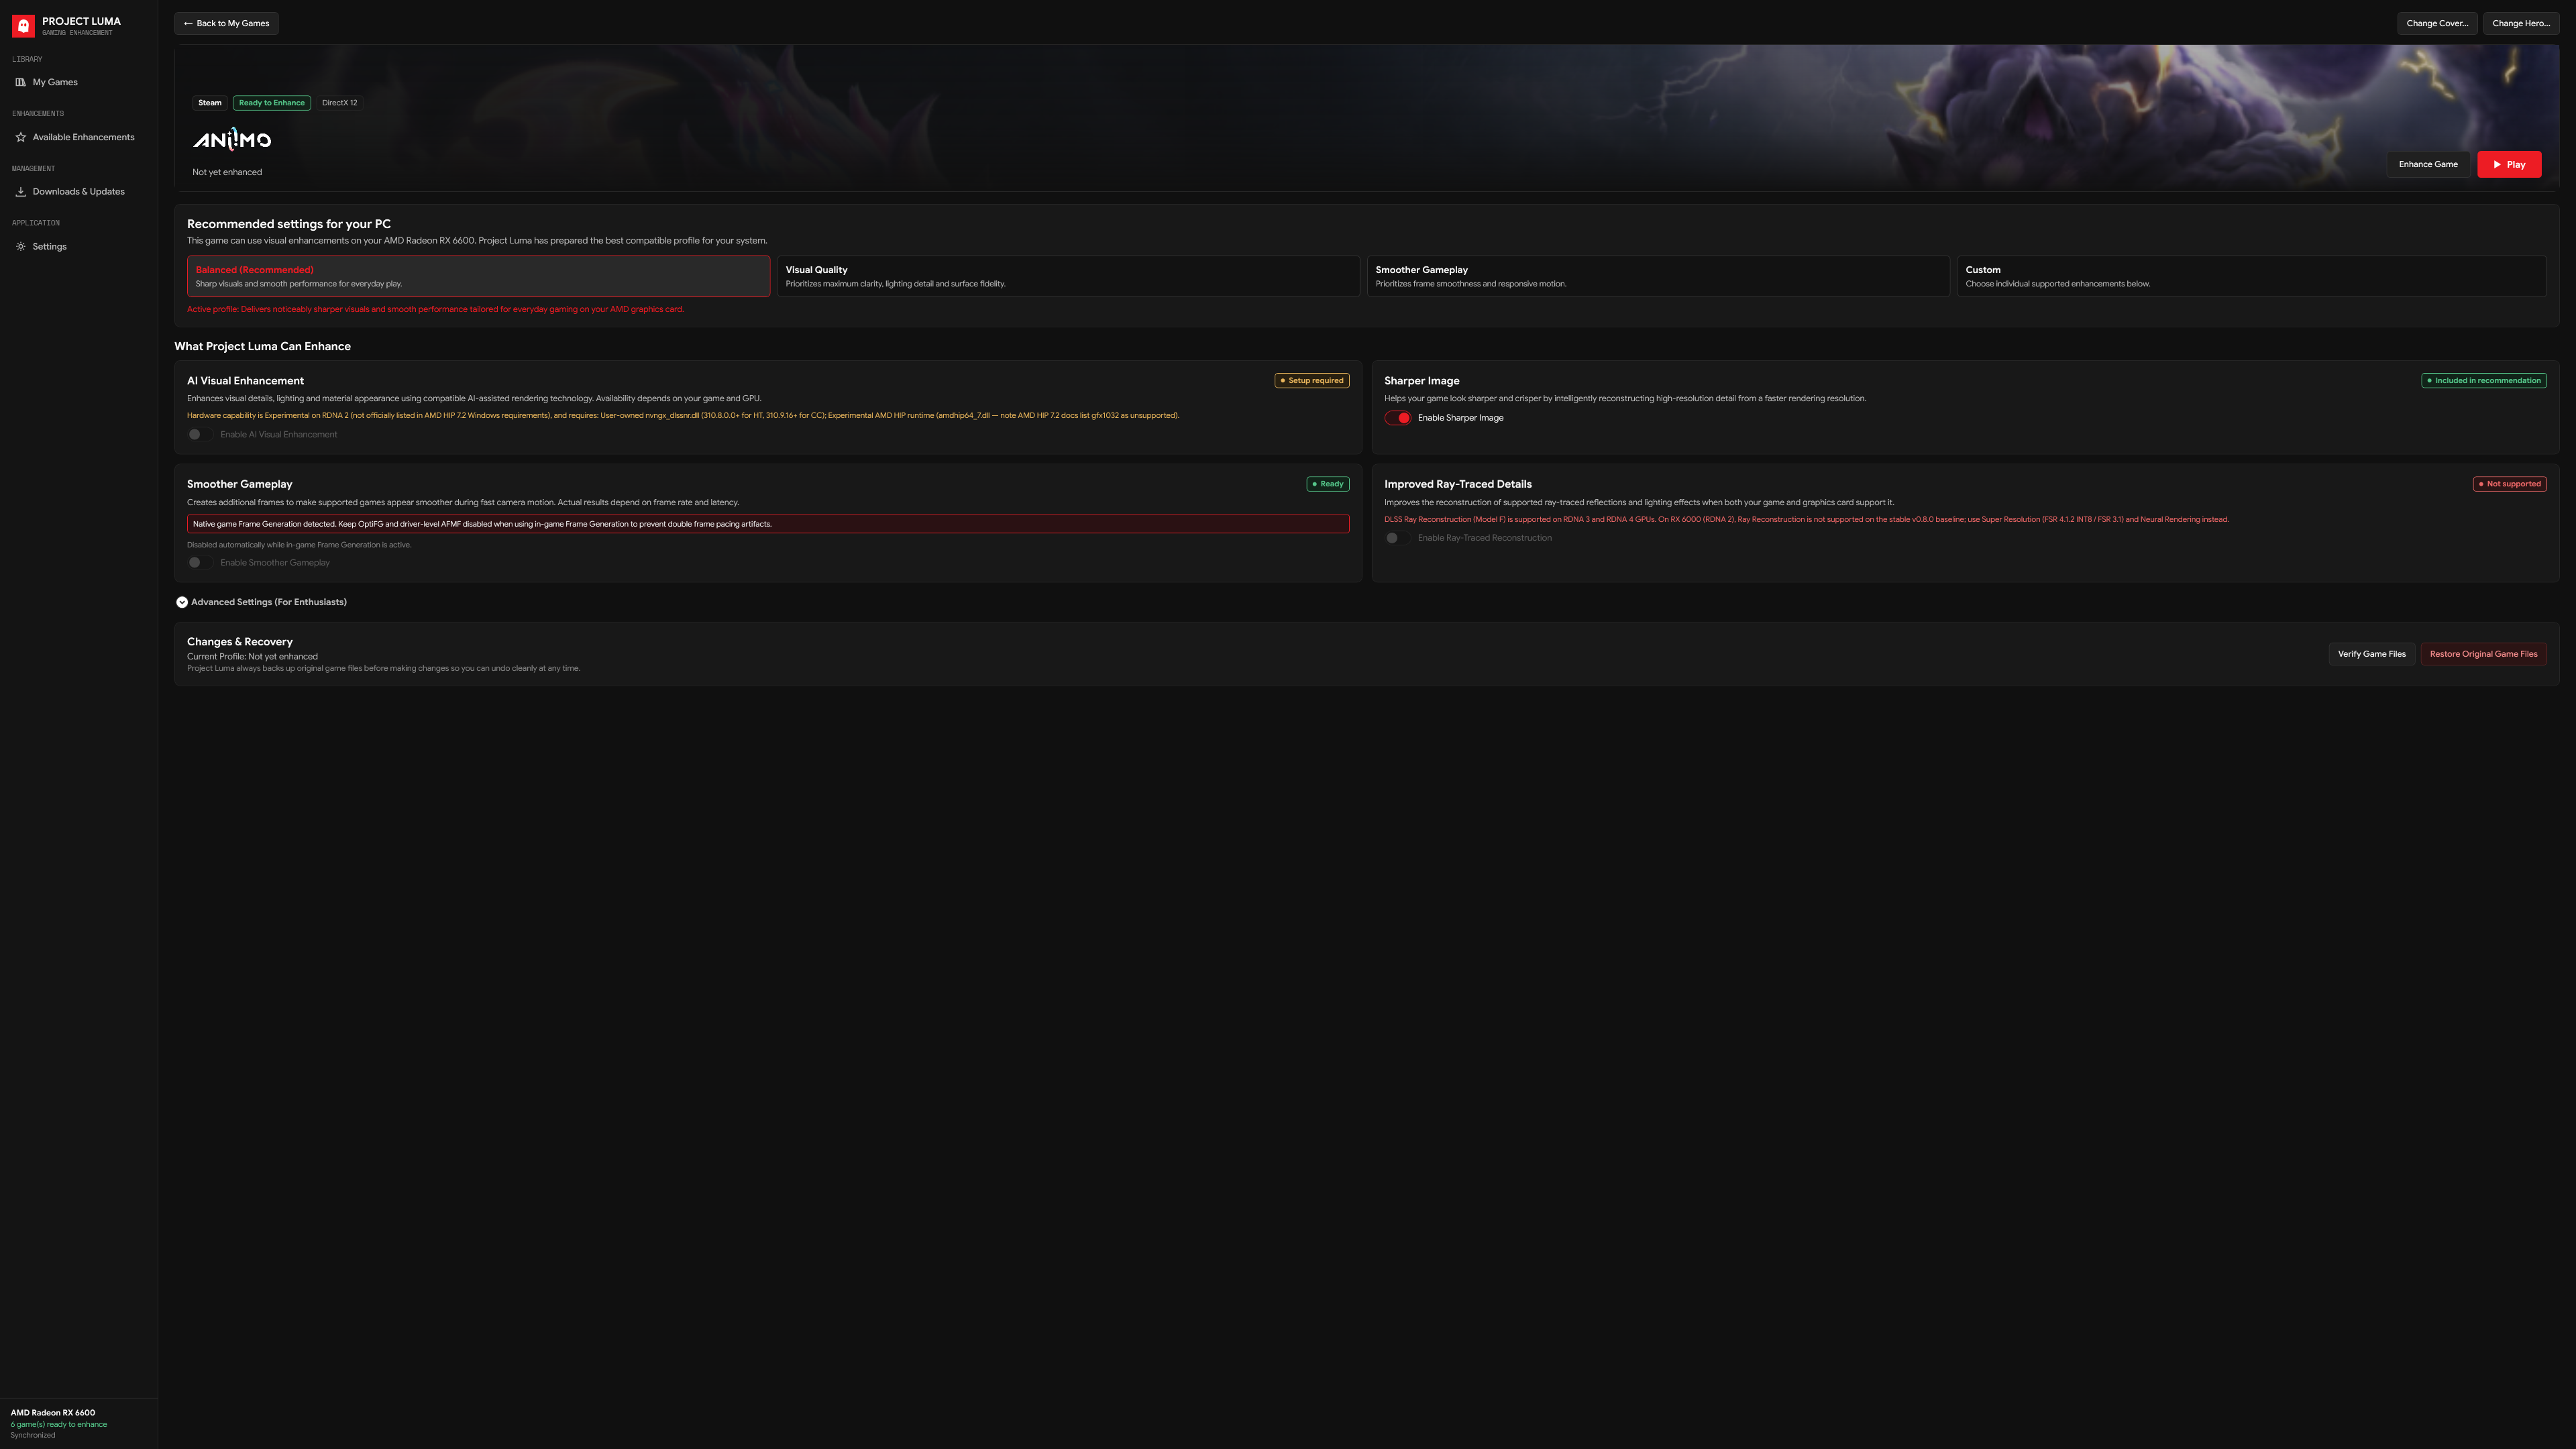 PROJECT LUMA
GAMING ENHANCEMENT
LIBRARY
My Games
ENHANCEMENTS
Available Enhancements
MANAGEMENT
Downloads & Updates
APPLICATION
Settings
← Back to My Games
Change Cover...
Change Hero...
Steam
Ready to Enhance
DirectX 12
ANIIMO
Not yet enhanced
Enhance Game
Play
Recommended settings for your PC
This game can use visual enhancements on your AMD Radeon RX 6600. Project Luma has prepared the best compatible profile for your system.
Balanced (Recommended)
Sharp visuals and smooth performance for everyday play.
Visual Quality
Prioritizes maximum clarity, lighting detail and surface fidelity.
Smoother Gameplay
Prioritizes frame smoothness and responsive motion.
Custom
Choose individual supported enhancements below.
Active profile: Delivers noticeably sharper visuals and smooth performance tailored for everyday gaming on your AMD graphics card.
What Project Luma Can Enhance
AI Visual Enhancement
Setup required
Enhances visual details, lighting and material appearance using compatible AI-assisted rendering technology. Availability depends on your game and GPU.
Hardware capability is Experimental on RDNA 2 (not officially listed in AMD HIP 7.2 Windows requirements), and requires: User-owned nvngx_dlssnr.dll (310.8.0.0+ for HT, 310.9.16+ for CC); Experimental AMD HIP runtime (amdhip64_7.dll — note AMD HIP 7.2 docs list gfx1032 as unsupported).
Enable AI Visual Enhancement
Sharper Image
Included in recommendation
Helps your game look sharper and crisper by intelligently reconstructing high-resolution detail from a faster rendering resolution.
Enable Sharper Image
Smoother Gameplay
Ready
Creates additional frames to make supported games appear smoother during fast camera motion. Actual results depend on frame rate and latency.
Native game Frame Generation detected. Keep OptiFG and driver-level AFMF disabled when using in-game Frame Generation to prevent double frame pacing artifacts.
Disabled automatically while in-game Frame Generation is active.
Enable Smoother Gameplay
Improved Ray-Traced Details
Not supported
Improves the reconstruction of supported ray-traced reflections and lighting effects when both your game and graphics card support it.
DLSS Ray Reconstruction (Model F) is supported on RDNA 3 and RDNA 4 GPUs. On RX 6000 (RDNA 2), Ray Reconstruction is not supported on the stable v0.8.0 baseline; use Super Resolution (FSR 4.1.2 INT8 / FSR 3.1) and Neural Rendering instead.
Enable Ray-Traced Reconstruction
Advanced Settings (For Enthusiasts)
Changes & Recovery
Current Profile: Not yet enhanced
Project Luma always backs up original game files before making changes so you can undo cleanly at any time.
Verify Game Files
Restore Original Game Files
AMD Radeon RX 6600
6 game(s) ready to enhance
Synchronized